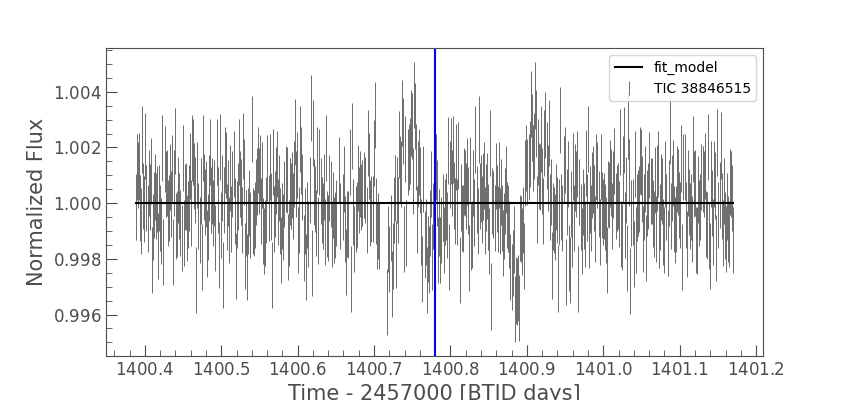 fit_model
TIC 38846515
1.004
1.002
1.000
0.998
0.996
Normalized Flux
1400.4 1400.5 1400.6 1400.7 1400.8 1400.9 1401.0 1401.1 1401.2
Time - 2457000 [BTJD days]